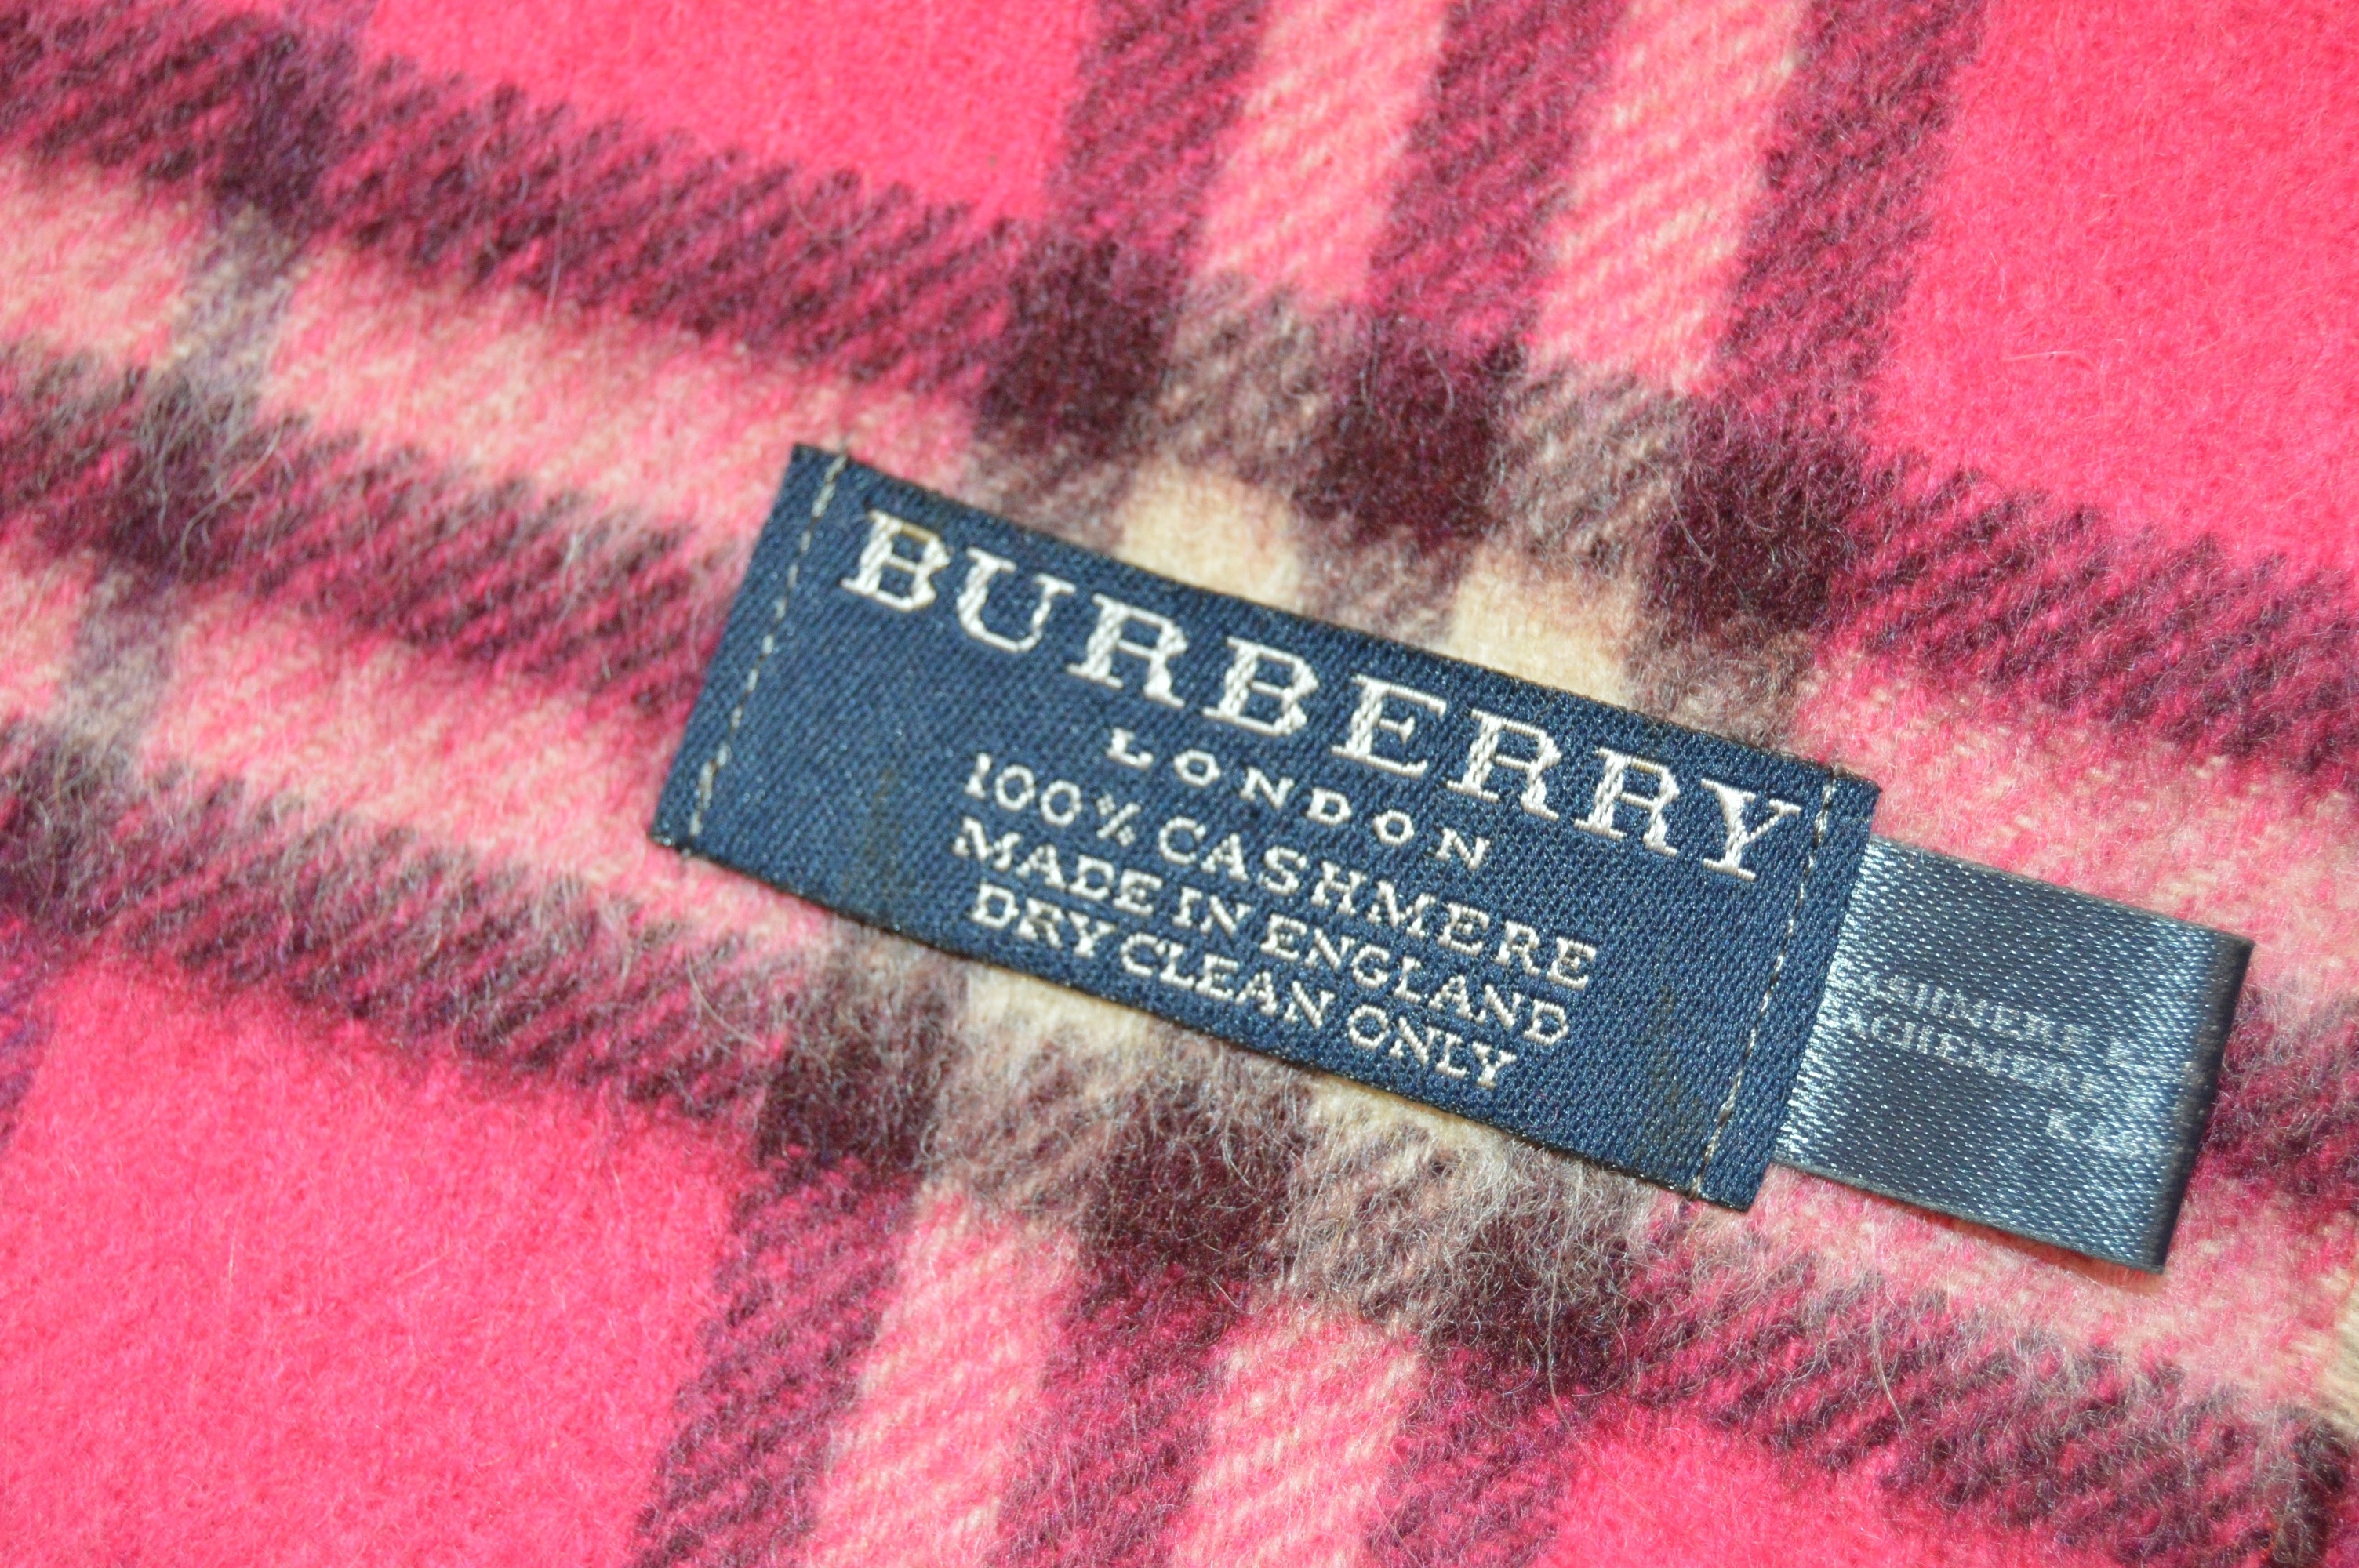 BURBERRY
LONDON
100% CASHMERE
MADE IN ENGLAND
DRY CLEAN ONLY